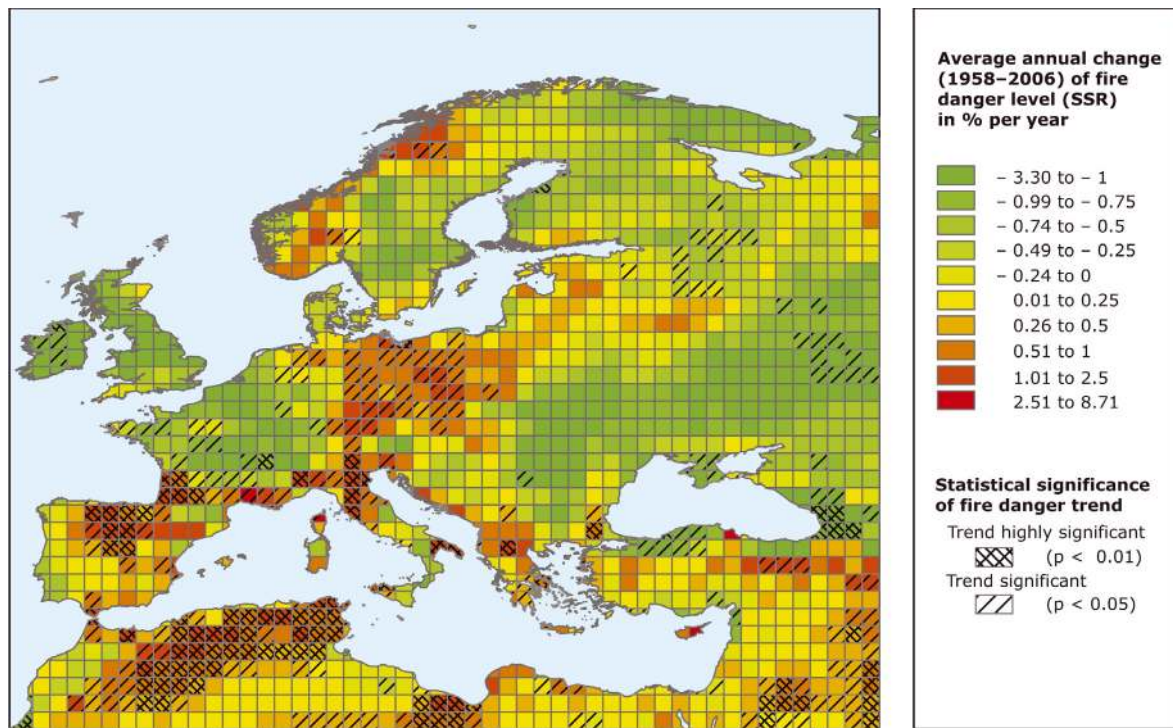 Average annual change
(1958–2006) of fire
danger level (SSR)
in % per year
– 3.30 to – 1
– 0.99 to – 0.75
– 0.74 to – 0.5
– 0.49 to – 0.25
– 0.24 to 0
0.01 to 0.25
0.26 to 0.5
0.51 to 1
1.01 to 2.5
2.51 to 8.71
Statistical significance
of fire danger trend
Trend highly significant
(p < 0.01)
Trend significant
(p < 0.05)